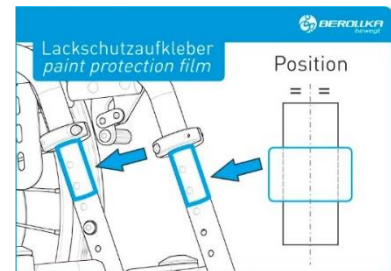 BEROLLKA
bewegt
Lackschutzaufkleber
paint protection film
Position
= =